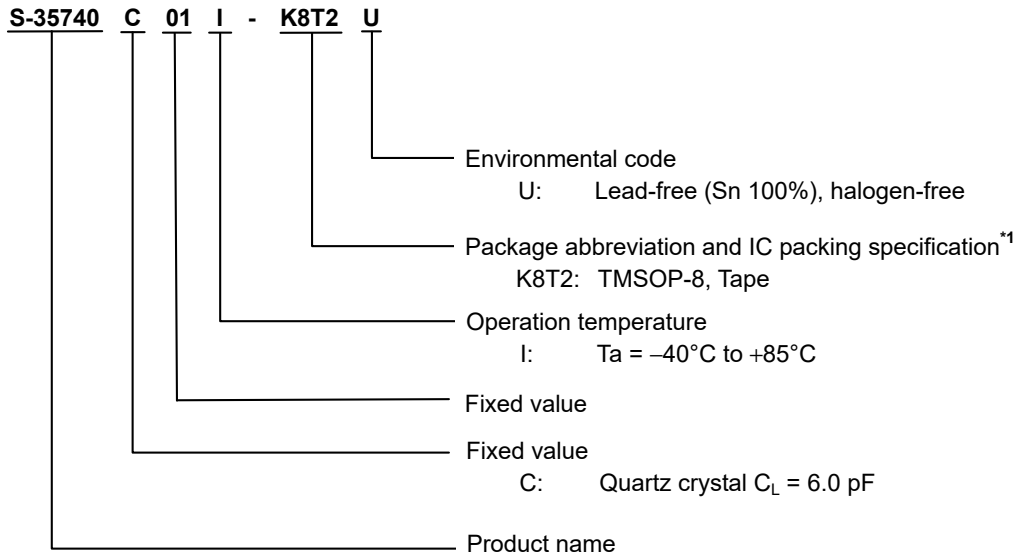 S-35740 C 01 I - K8T2 U
Environmental code
U: Lead-free (Sn 100%), halogen-free
Package abbreviation and IC packing specification*1
K8T2: TMSOP-8, Tape
Operation temperature
I: Ta = −40°C to +85°C
Fixed value
Fixed value
C: Quartz crystal CL = 6.0 pF
Product name